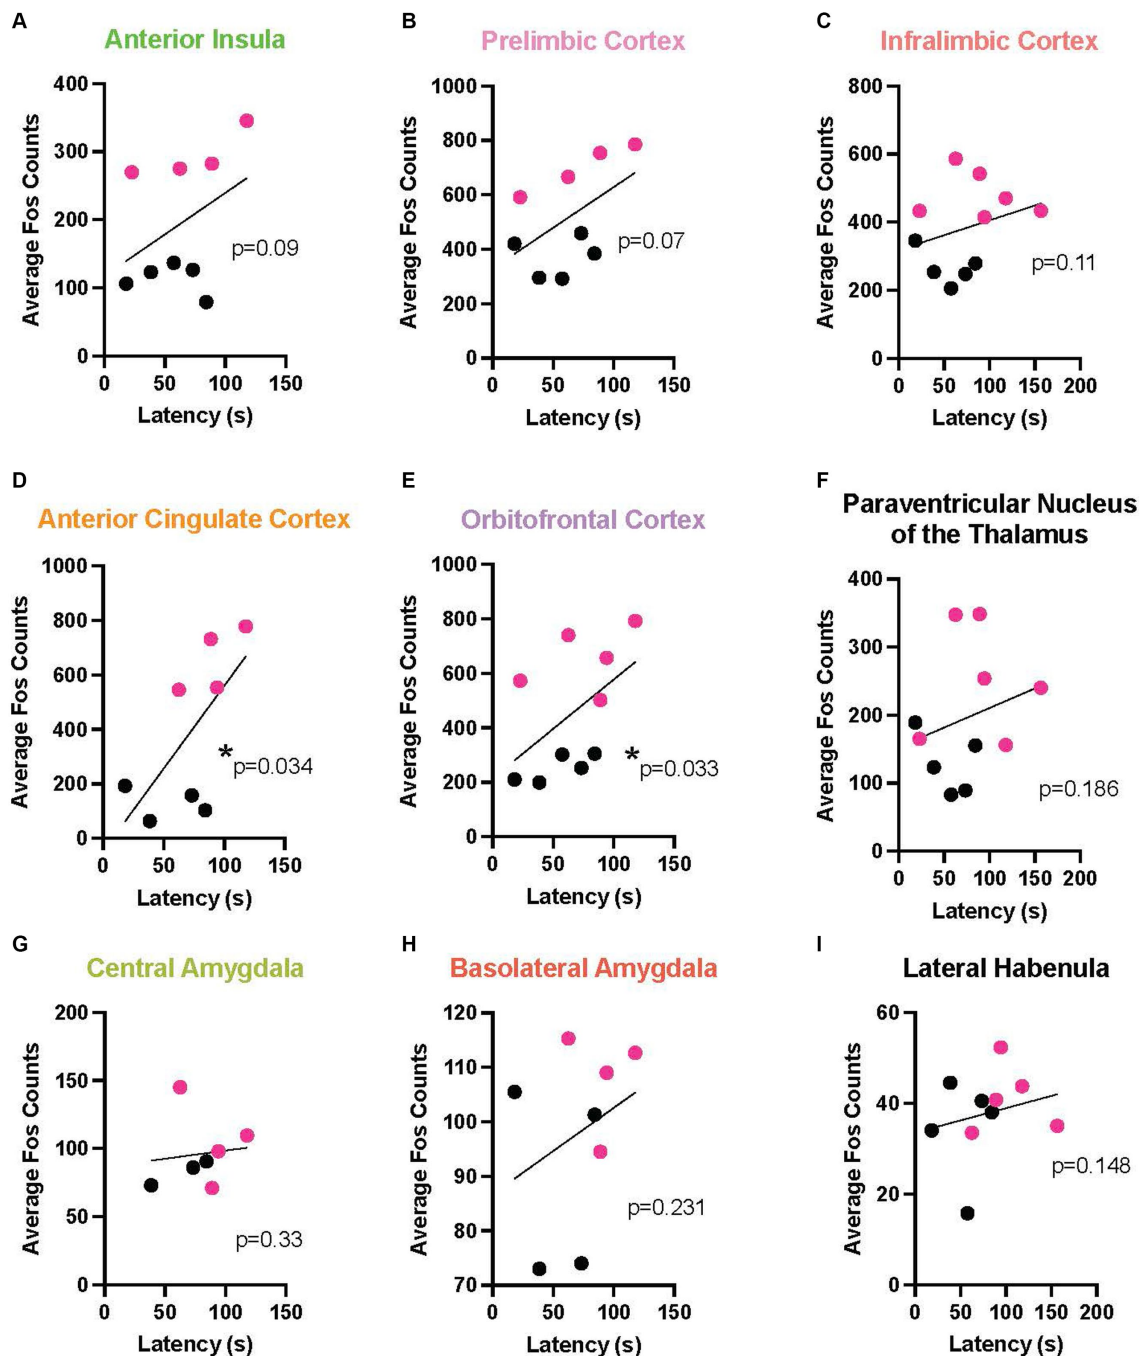 A
Anterior Insula
Average Fos Counts
400
300
200
100
0
p=0.09
0 50 100 150
Latency (s)
B
Prelimbic Cortex
Average Fos Counts
1000
800
600
400
200
0
p=0.07
0 50 100 150
Latency (s)
C
Infralimbic Cortex
Average Fos Counts
800
600
400
200
0
p=0.11
0 50 100 150 200
Latency (s)
D
Anterior Cingulate Cortex
Average Fos Counts
1000
800
600
400
200
0
*
p=0.034
0 50 100 150
Latency (s)
E
Orbitofrontal Cortex
Average Fos Counts
1000
800
600
400
200
0
*
p=0.033
0 50 100 150
Latency (s)
F
Paraventricular Nucleus
of the Thalamus
Average Fos Counts
400
300
200
100
0
p=0.186
0 50 100 150 200
Latency (s)
G
Central Amygdala
Average Fos Counts
200
150
100
50
0
p=0.33
0 50 100 150
Latency (s)
H
Basolateral Amygdala
Average Fos Counts
120
110
100
90
80
70
p=0.231
0 50 100 150
Latency (s)
I
Lateral Habenula
Average Fos Counts
60
40
20
0
p=0.148
0 50 100 150 200
Latency (s)